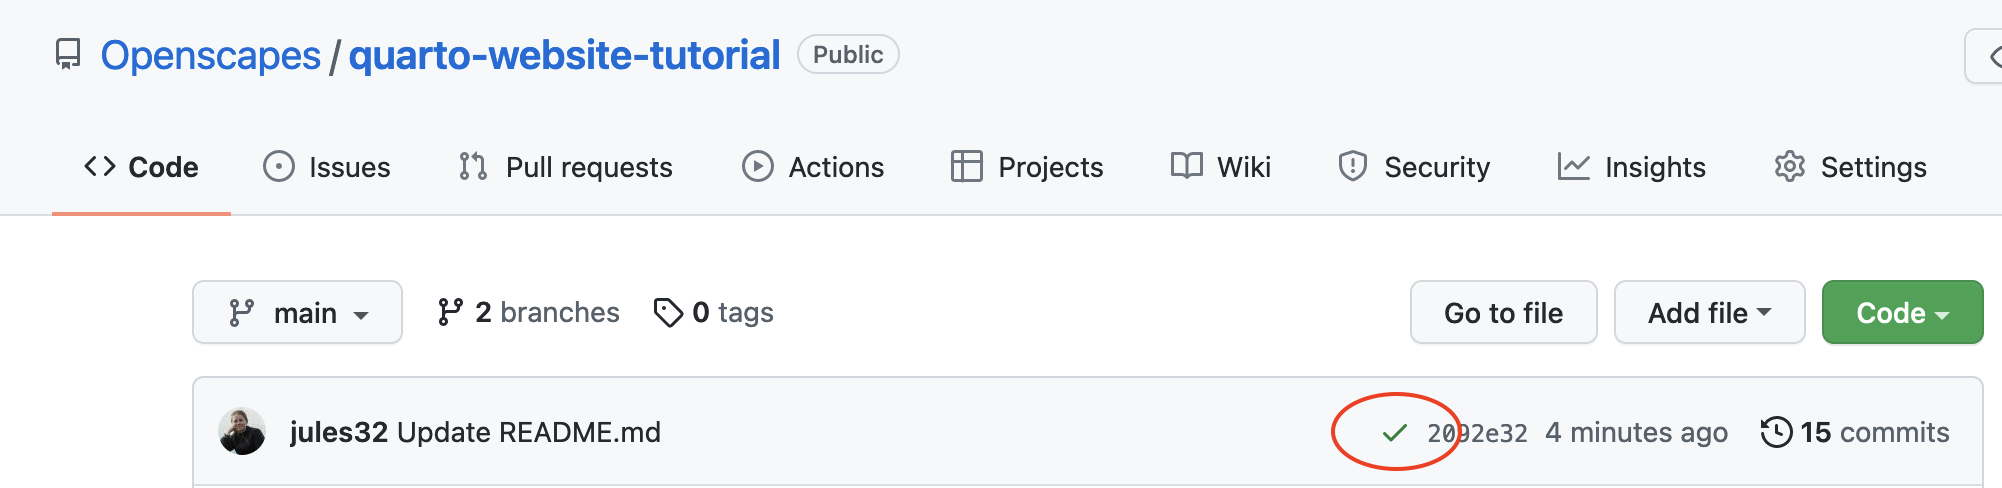 Openscapes / quarto-website-tutorial Public
Code Issues Pull requests Actions Projects Wiki Security Insights Settings
main 2 branches 0 tags Go to file Add file Code
jules32 Update README.md 2092e32 4 minutes ago 15 commits